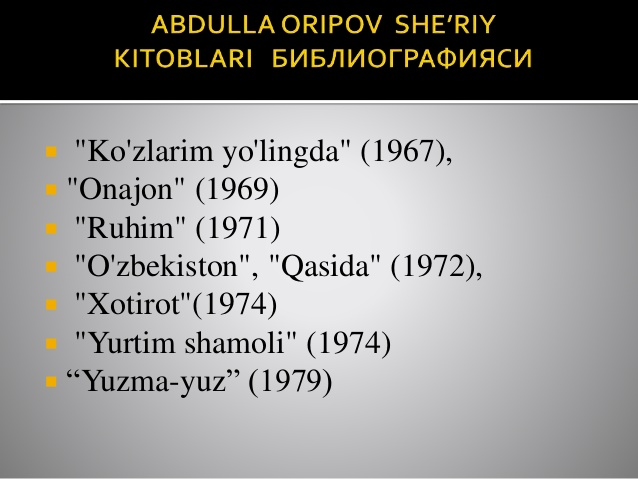 ABDULLA ORIPOV SHE’RIY
KITOBLARI БИБЛИОГРАФИЯСИ
"Ko'zlarim yo'lingda" (1967),
"Onajon" (1969)
"Ruhim" (1971)
"O'zbekiston", "Qasida" (1972),
"Xotirot"(1974)
"Yurtim shamoli" (1974)
“Yuzma-yuz” (1979)